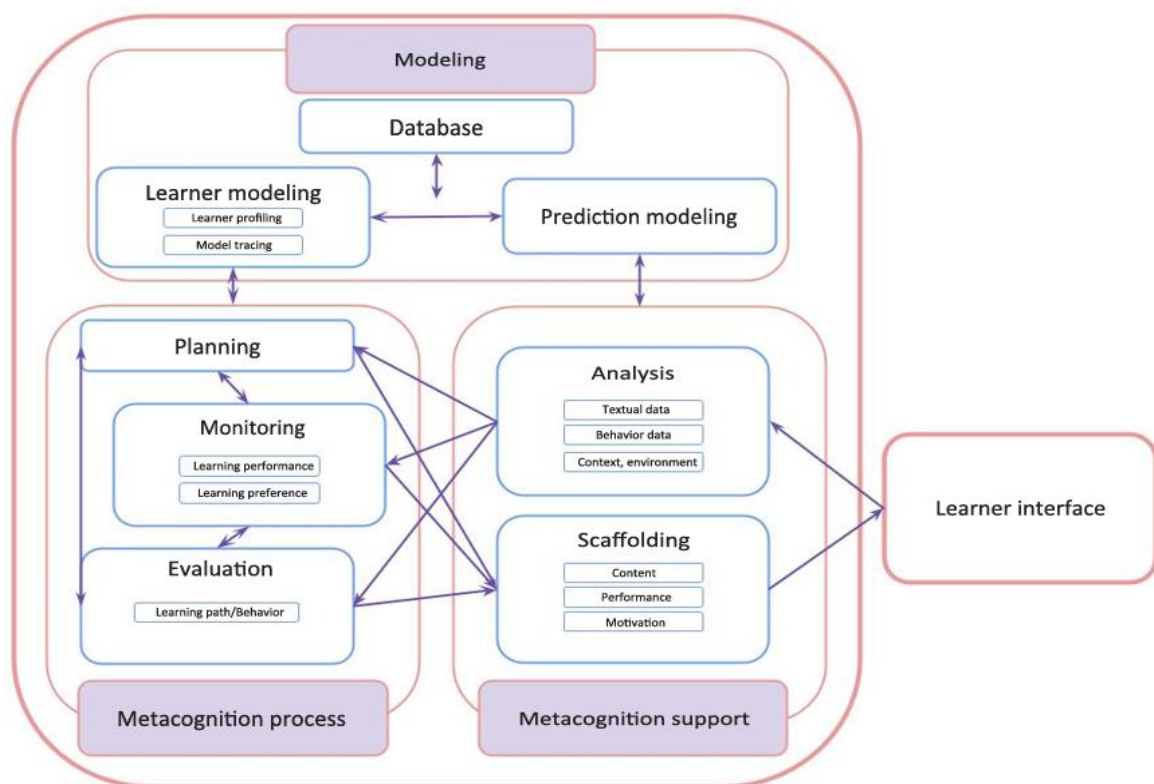 Modeling
Database
Learner modeling
Learner profiling
Model tracing
Prediction modeling
Planning
Monitoring
Learning performance
Learning preference
Evaluation
Learning path/Behavior
Metacognition process
Analysis
Textual data
Behavior data
Context, environment
Scaffolding
Content
Performance
Motivation
Metacognition support
Learner interface